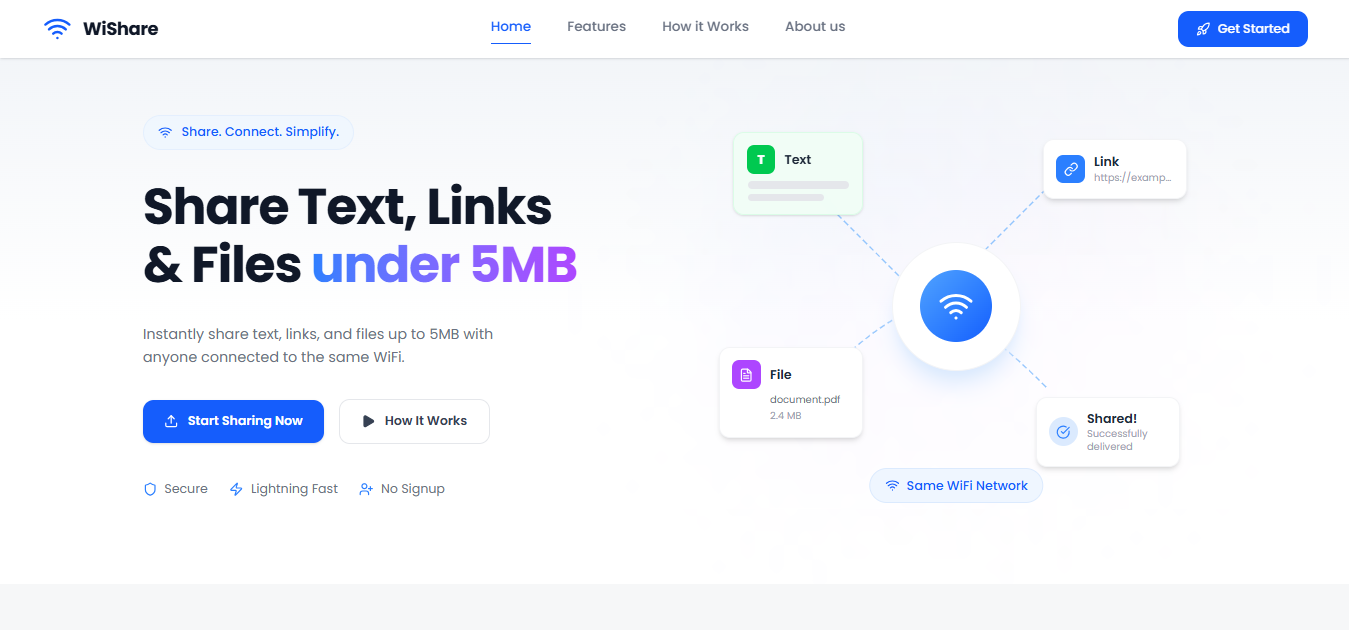 WiShare
Home
Features
How it Works
About us
Get Started
Share. Connect. Simplify.
Share Text, Links
& Files under 5MB
Instantly share text, links, and files up to 5MB with
anyone connected to the same WiFi.
Start Sharing Now
How It Works
Secure
Lightning Fast
No Signup
T
Text
Link
https://examp...
File
document.pdf
2.4 MB
Shared!
Successfully
delivered
Same WiFi Network